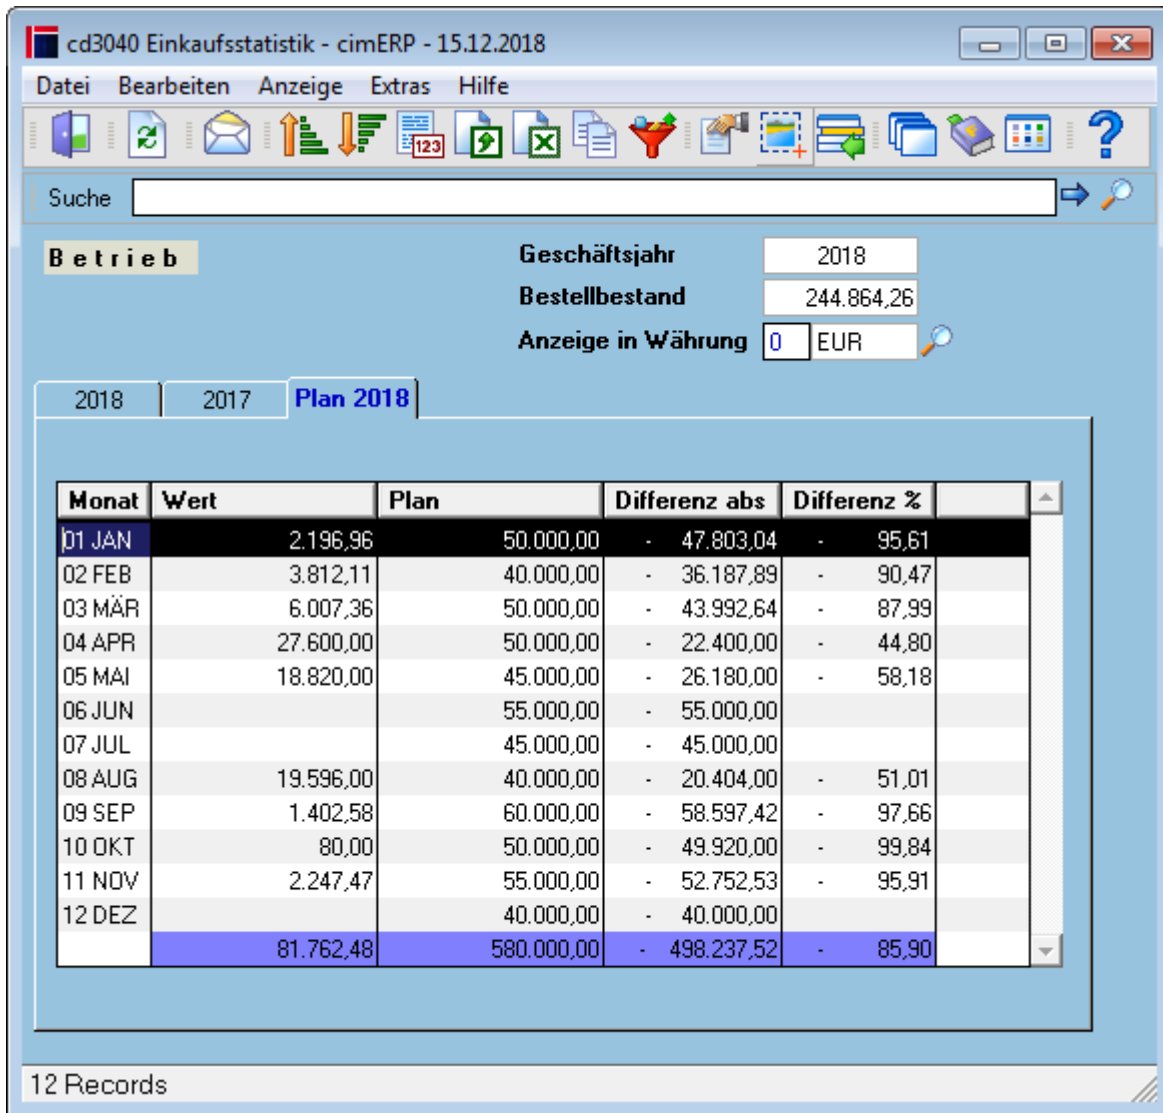 cd3040 Einkaufsstatistik - cimERP - 15.12.2018
Datei Bearbeiten Anzeige Extras Hilfe
123
Suche
Betrieb
Geschäftsjahr 2018
Bestellbestand 244.864,26
Anzeige in Währung 0 EUR
2018 2017 Plan 2018
Monat Wert Plan Differenz abs Differenz %
01 JAN 2.196,96 50.000,00 - 47.803,04 - 95,61
02 FEB 3.812,11 40.000,00 - 36.187,89 - 90,47
03 MÄR 6.007,36 50.000,00 - 43.992,64 - 87,99
04 APR 27.600,00 50.000,00 - 22.400,00 - 44,80
05 MAI 18.820,00 45.000,00 - 26.180,00 - 58,18
06 JUN 55.000,00 - 55.000,00
07 JUL 45.000,00 - 45.000,00
08 AUG 19.596,00 40.000,00 - 20.404,00 - 51,01
09 SEP 1.402,58 60.000,00 - 58.597,42 - 97,66
10 OKT 80,00 50.000,00 - 49.920,00 - 99,84
11 NOV 2.247,47 55.000,00 - 52.752,53 - 95,91
12 DEZ 40.000,00 - 40.000,00
81.762,48 580.000,00 - 498.237,52 - 85,90
12 Records